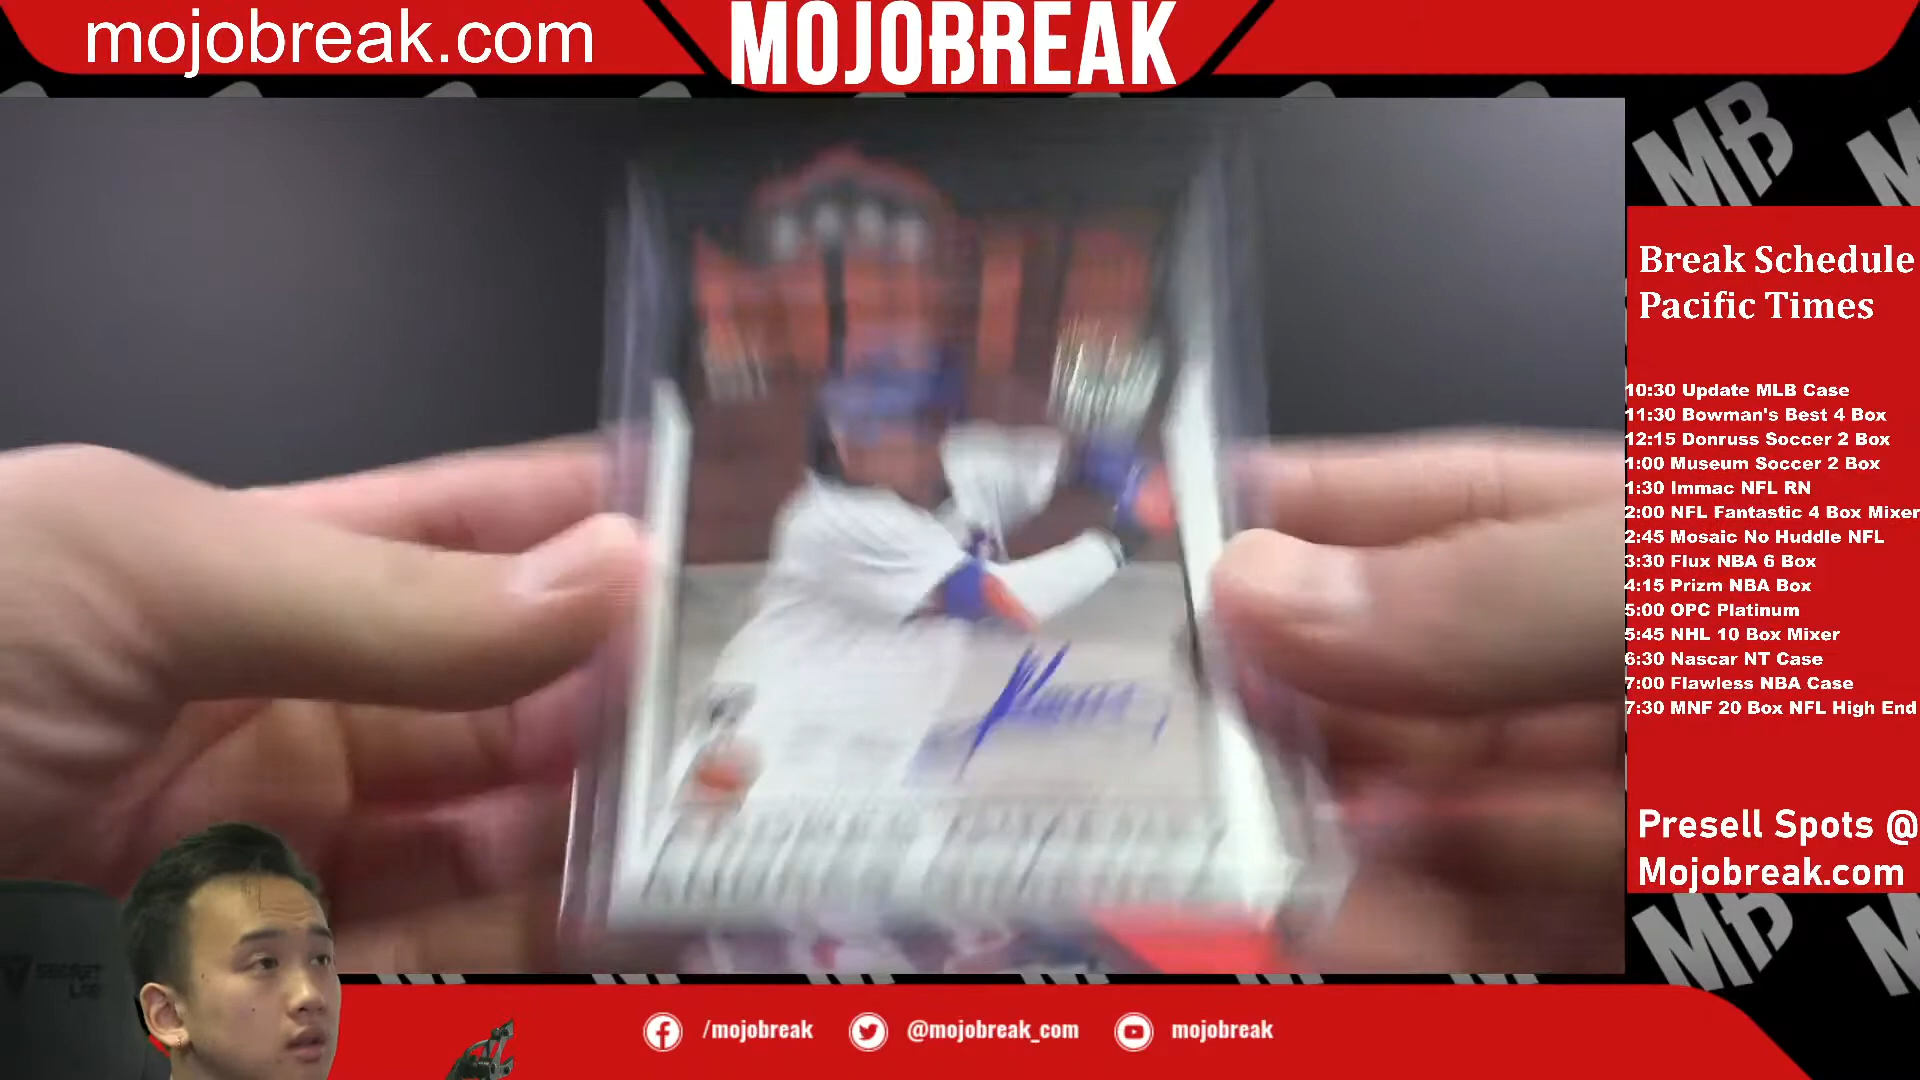 mojobreak.com
MOJOBREAK
MB
Break Schedule
Pacific Times
10:30 Update MLB Case
11:30 Bowman's Best 4 Box
12:15 Donruss Soccer 2 Box
1:00 Museum Soccer 2 Box
1:30 Immac NFL RN
2:00 NFL Fantastic 4 Box Mixer
2:45 Mosaic No Huddle NFL
3:30 Flux NBA 6 Box
4:15 Prizm NBA Box
5:00 OPC Platinum
5:45 NHL 10 Box Mixer
6:30 Nascar NT Case
7:00 Flawless NBA Case
7:30 MNF 20 Box NFL High End
Presell Spots @
Mojobreak.com
MB
SECRET
LAB
/mojobreak
@mojobreak_com
mojobreak